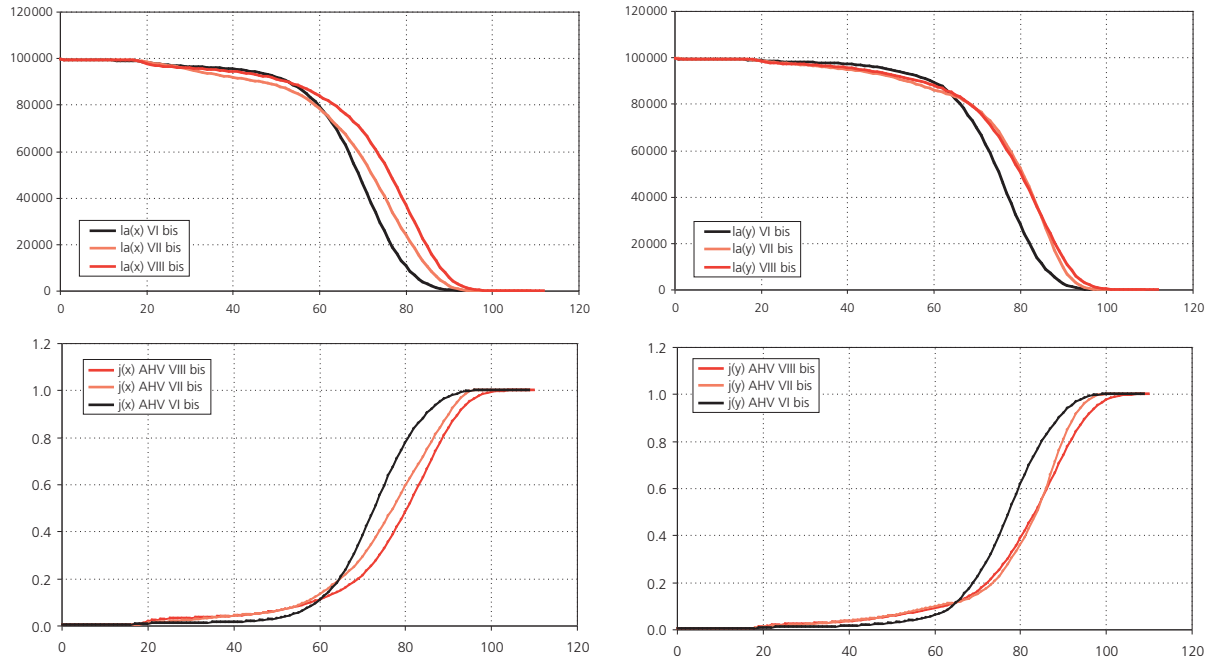 120000
100000
80000
60000
40000
20000
0
la(x) VI bis
la(x) VII bis
la(x) VIII bis
0 20 40 60 80 100 120
120000
100000
80000
60000
40000
20000
0
la(y) VI bis
la(y) VII bis
la(y) VIII bis
0 20 40 60 80 100 120
1.2
1.0
0.8
0.6
0.4
0.2
0.0
j(x) AHV VIII bis
j(x) AHV VII bis
j(x) AHV VI bis
0 20 40 60 80 100 120
1.2
1.0
0.8
0.6
0.4
0.2
0.0
j(y) AHV VIII bis
j(y) AHV VII bis
j(y) AHV VI bis
0 20 40 60 80 100 120